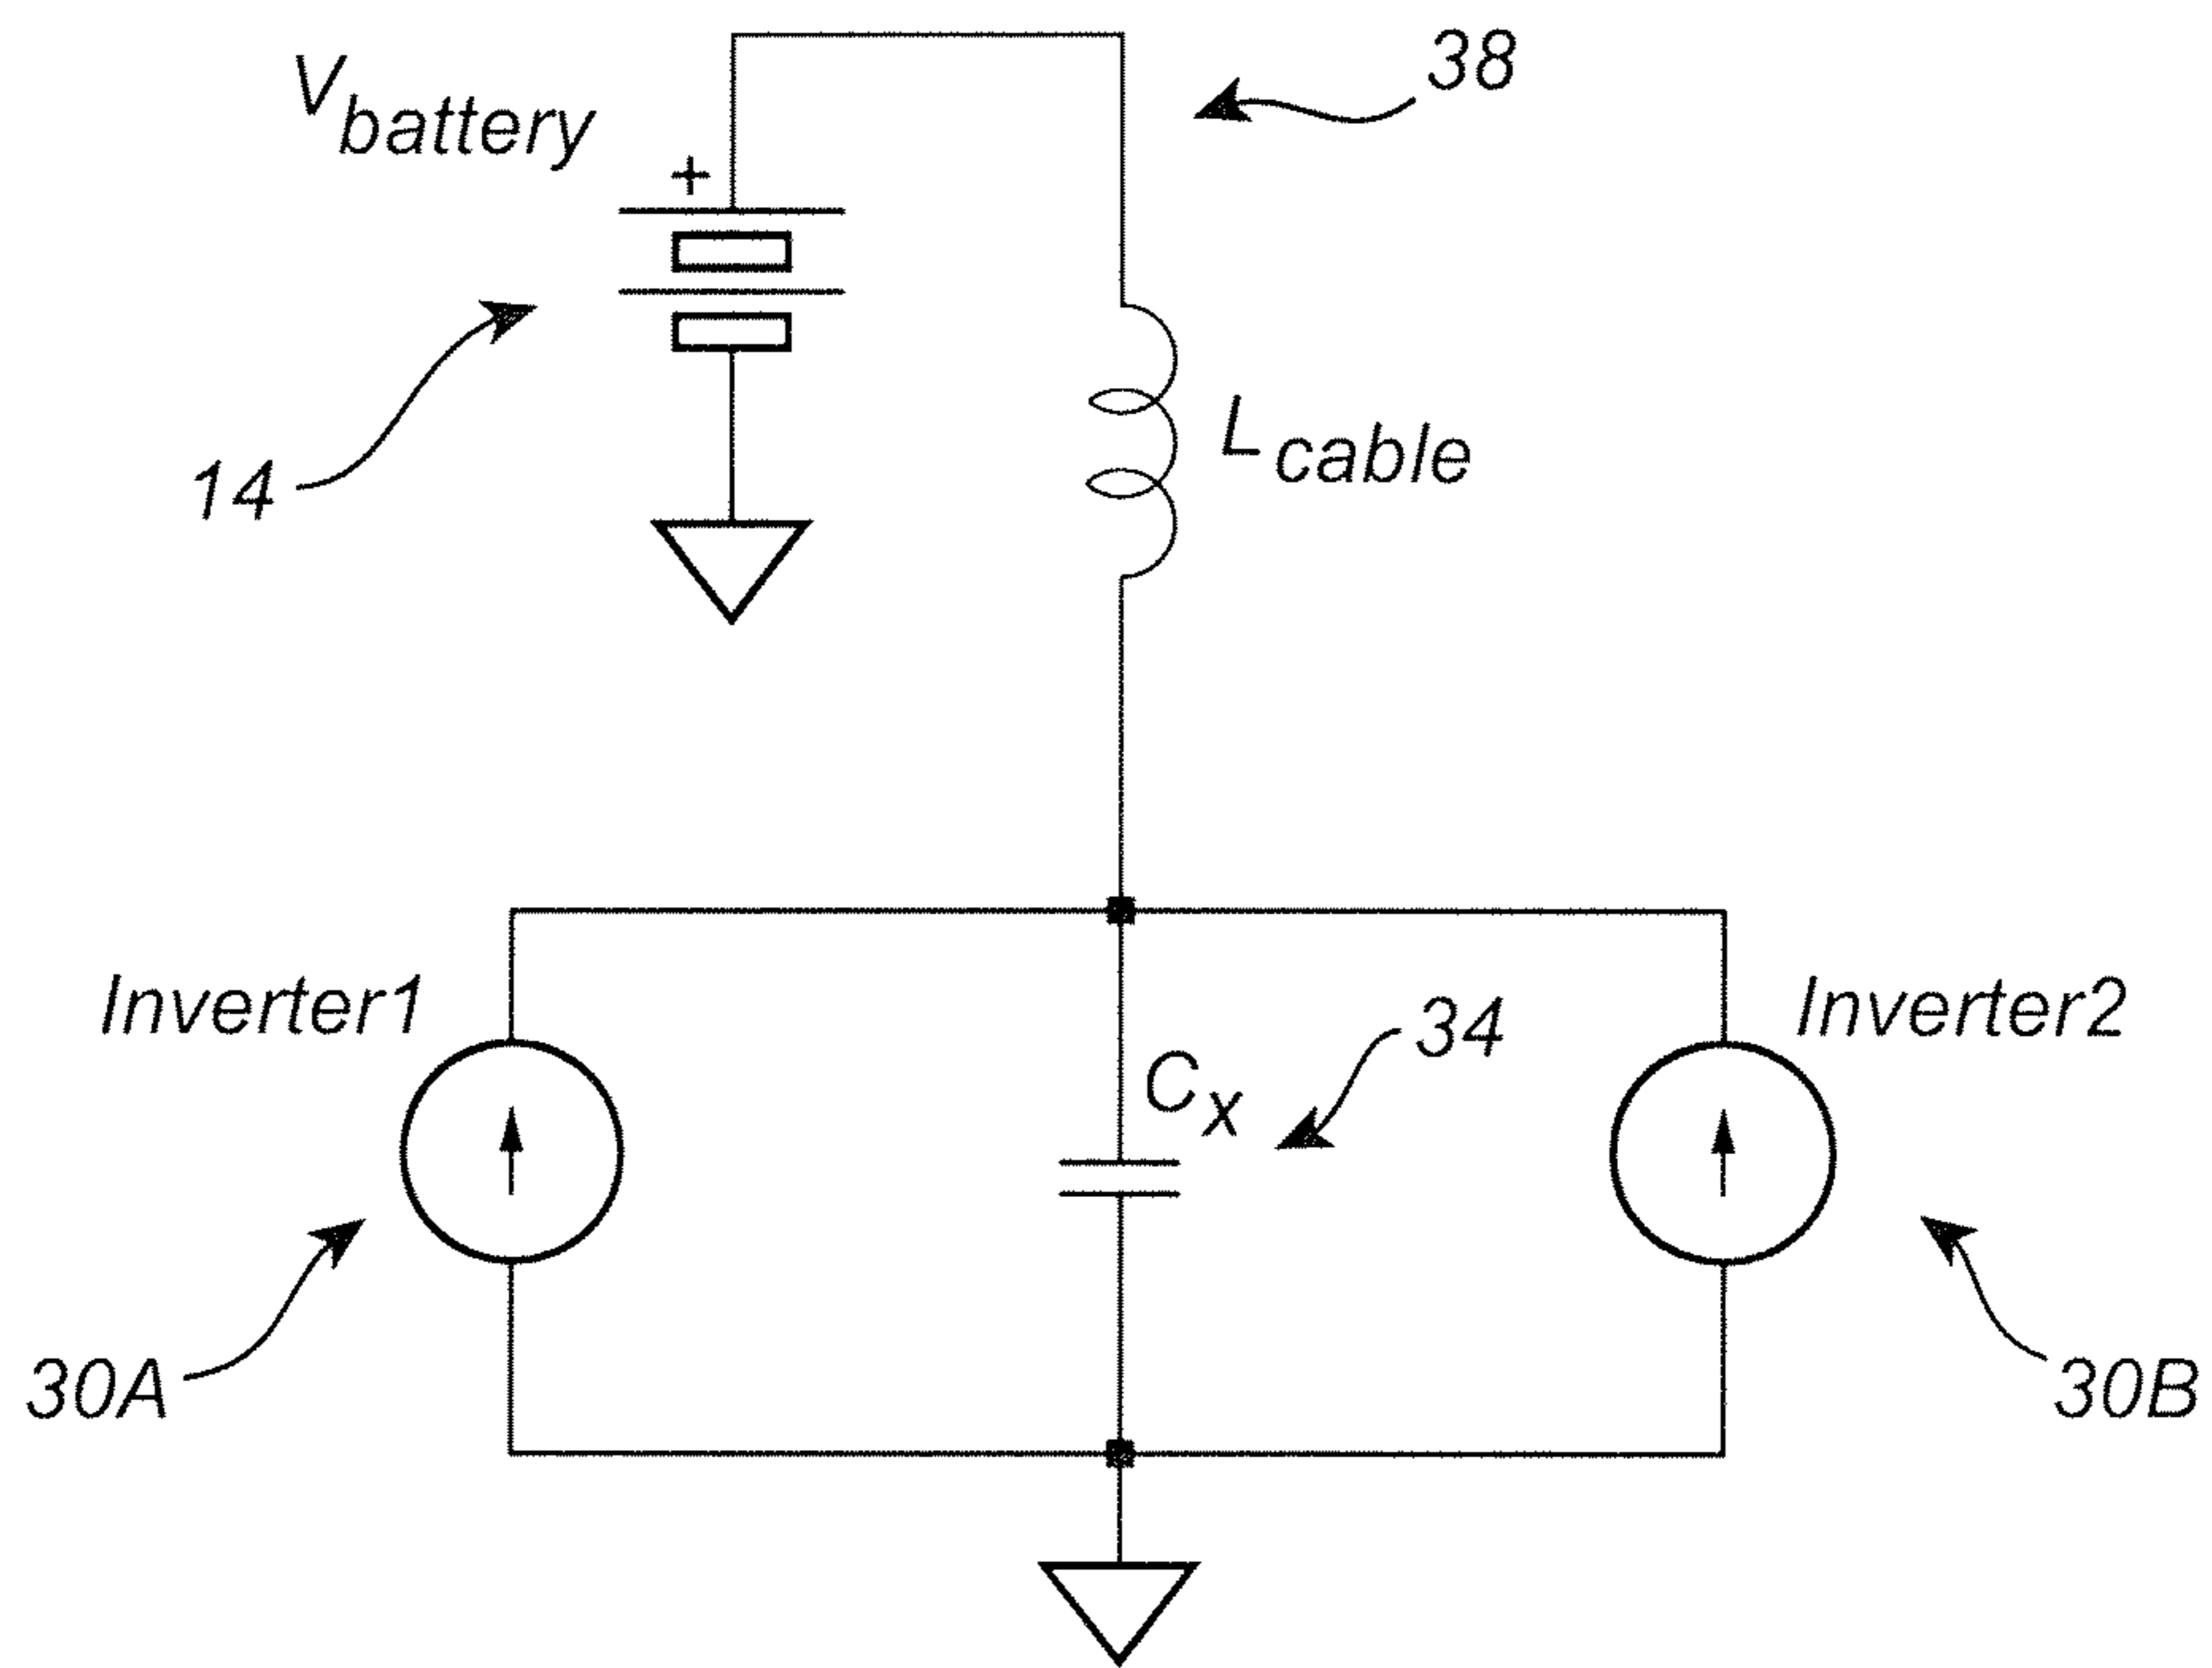 38
Vbattery
+
Lcable
14
Inverter1
Inverter2
34
Cx
30A
30B